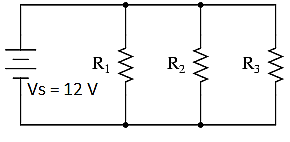 R1 R2 R3
Vs = 12 V